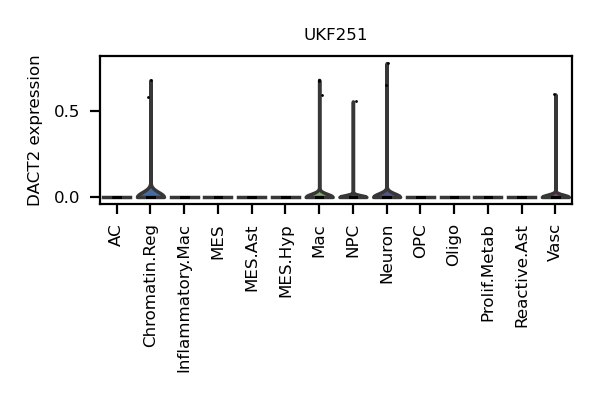 UKF251
DACT2 expression
0.5
0.0
AC
Chromatin.Reg
Inflammatory.Mac
MES
MES.Ast
MES.Hyp
Mac
NPC
Neuron
OPC
Oligo
Prolif.Metab
Reactive.Ast
Vasc